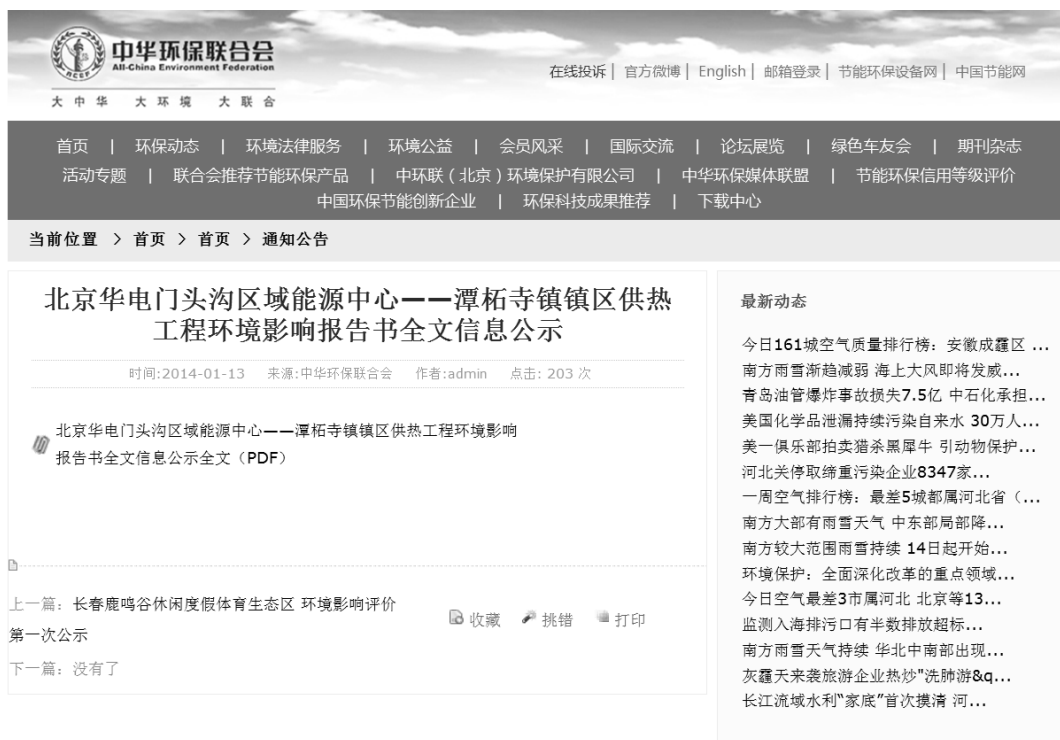 中华环保联合会
All-China Environment Federation
ACEF
大中华 大环境 大联合
在线投诉 | 官方微博 | English | 邮箱登录 | 节能环保设备网 | 中国节能网
首页 | 环保动态 | 环境法律服务 | 环境公益 | 会员风采 | 国际交流 | 论坛展览 | 绿色车友会 | 期刊杂志
活动专题 | 联合会推荐节能环保产品 | 中环联（北京）环境保护有限公司 | 中华环保媒体联盟 | 节能环保信用等级评价
中国环保节能创新企业 | 环保科技成果推荐 | 下载中心
当前位置 > 首页 > 首页 > 通知公告
北京华电门头沟区域能源中心——潭柘寺镇镇区供热
工程环境影响报告书全文信息公示
时间:2014-01-13 来源:中华环保联合会 作者:admin 点击: 203 次
北京华电门头沟区域能源中心——潭柘寺镇镇区供热工程环境影响
报告书全文信息公示全文（PDF）
上一篇：长春鹿鸣谷休闲度假体育生态区 环境影响评价
第一次公示
下一篇：没有了
收藏 挑错 打印
最新动态
今日161城空气质量排行榜：安徽成霾区 ...
南方雨雪渐趋减弱 海上大风即将发威...
青岛油管爆炸事故损失7.5亿 中石化承担...
美国化学品泄漏持续污染自来水 30万人...
美一俱乐部拍卖猎杀黑犀牛 引动物保护...
河北关停取缔重污染企业8347家...
一周空气排行榜：最差5城都属河北省（...
南方大部有雨雪天气 中东部局部降...
南方较大范围雨雪持续 14日起开始...
环境保护：全面深化改革的重点领域...
今日空气最差3市属河北 北京等13...
监测入海排污口有半数排放超标...
南方雨雪天气持续 华北中南部出现...
灰霾天来袭旅游企业热炒"洗肺游&q...
长江流域水利“家底”首次摸清 河...